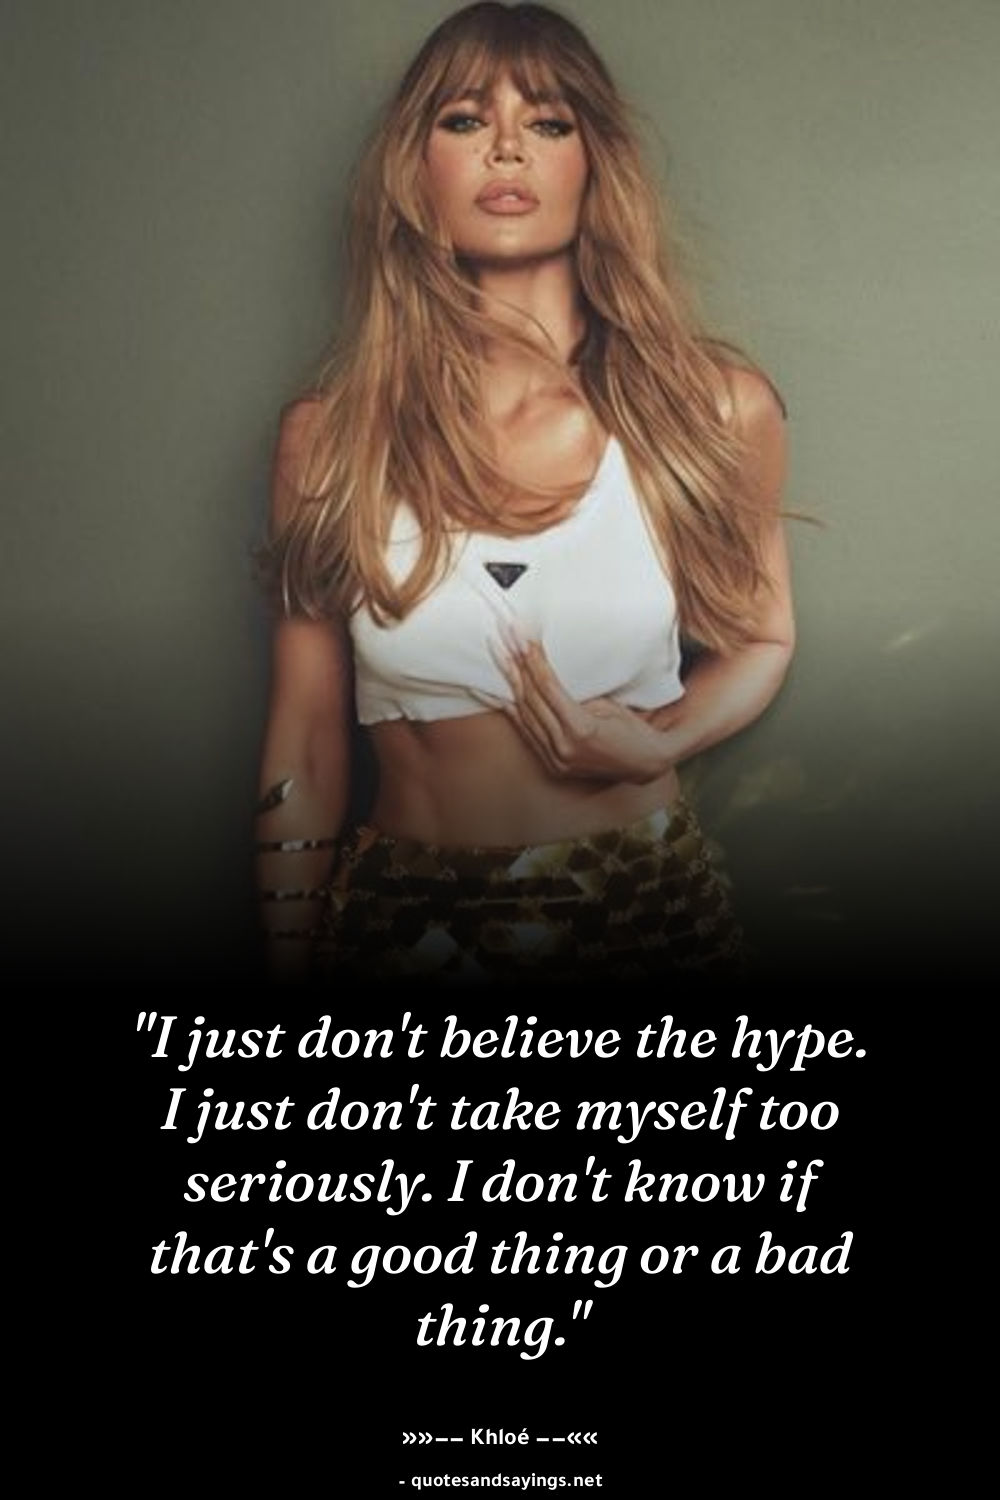 "I just don't believe the hype.
I just don't take myself too
seriously. I don't know if
that's a good thing or a bad
thing."
»»–– Khloé ––««
- quotesandsayings.net